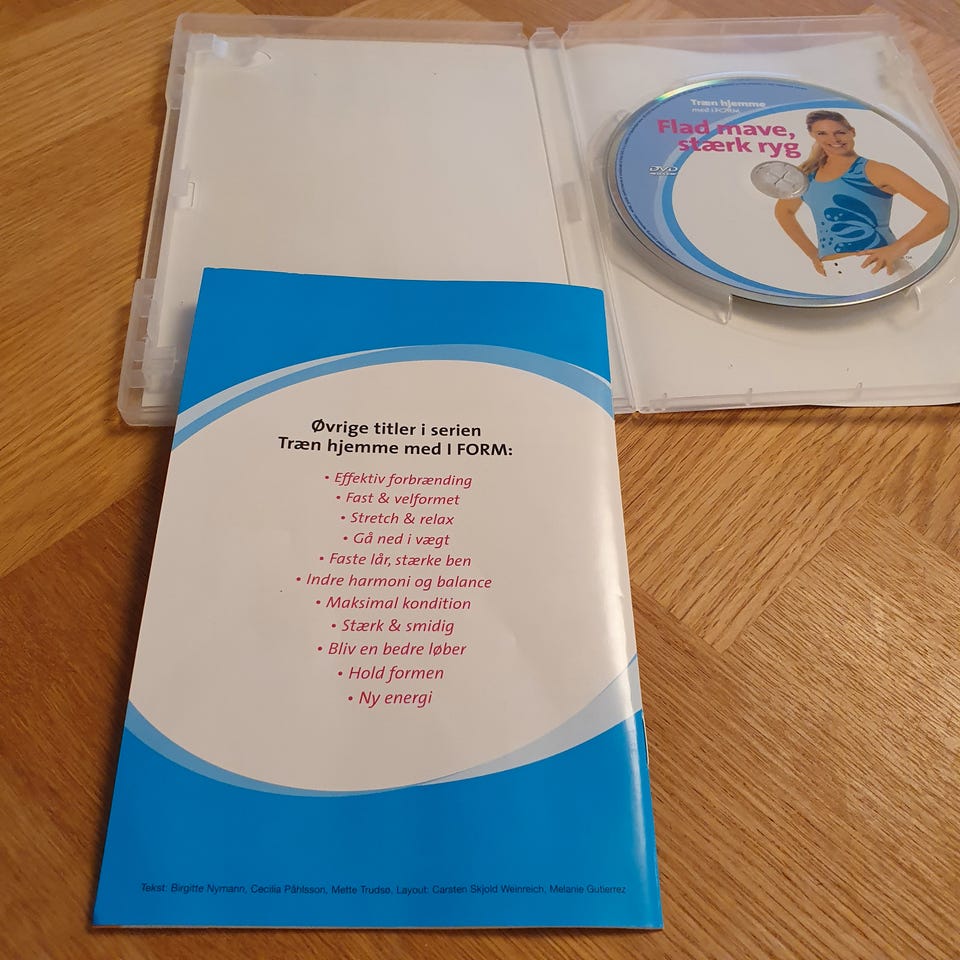 Træn hjemme
med I FORM
Flad mave,
stærk ryg
DVD
Øvrige titler i serien
Træn hjemme med I FORM:
• Effektiv forbrænding
• Fast & velformet
• Stretch & relax
• Gå ned i vægt
• Faste lår, stærke ben
• Indre harmoni og balance
• Maksimal kondition
• Stærk & smidig
• Bliv en bedre løber
• Hold formen
• Ny energi
Tekst: Birgitte Nymann, Cecilia Påhlsson, Mette Trudsø. Layout: Carsten Skjold Weinreich, Melanie Gutierrez